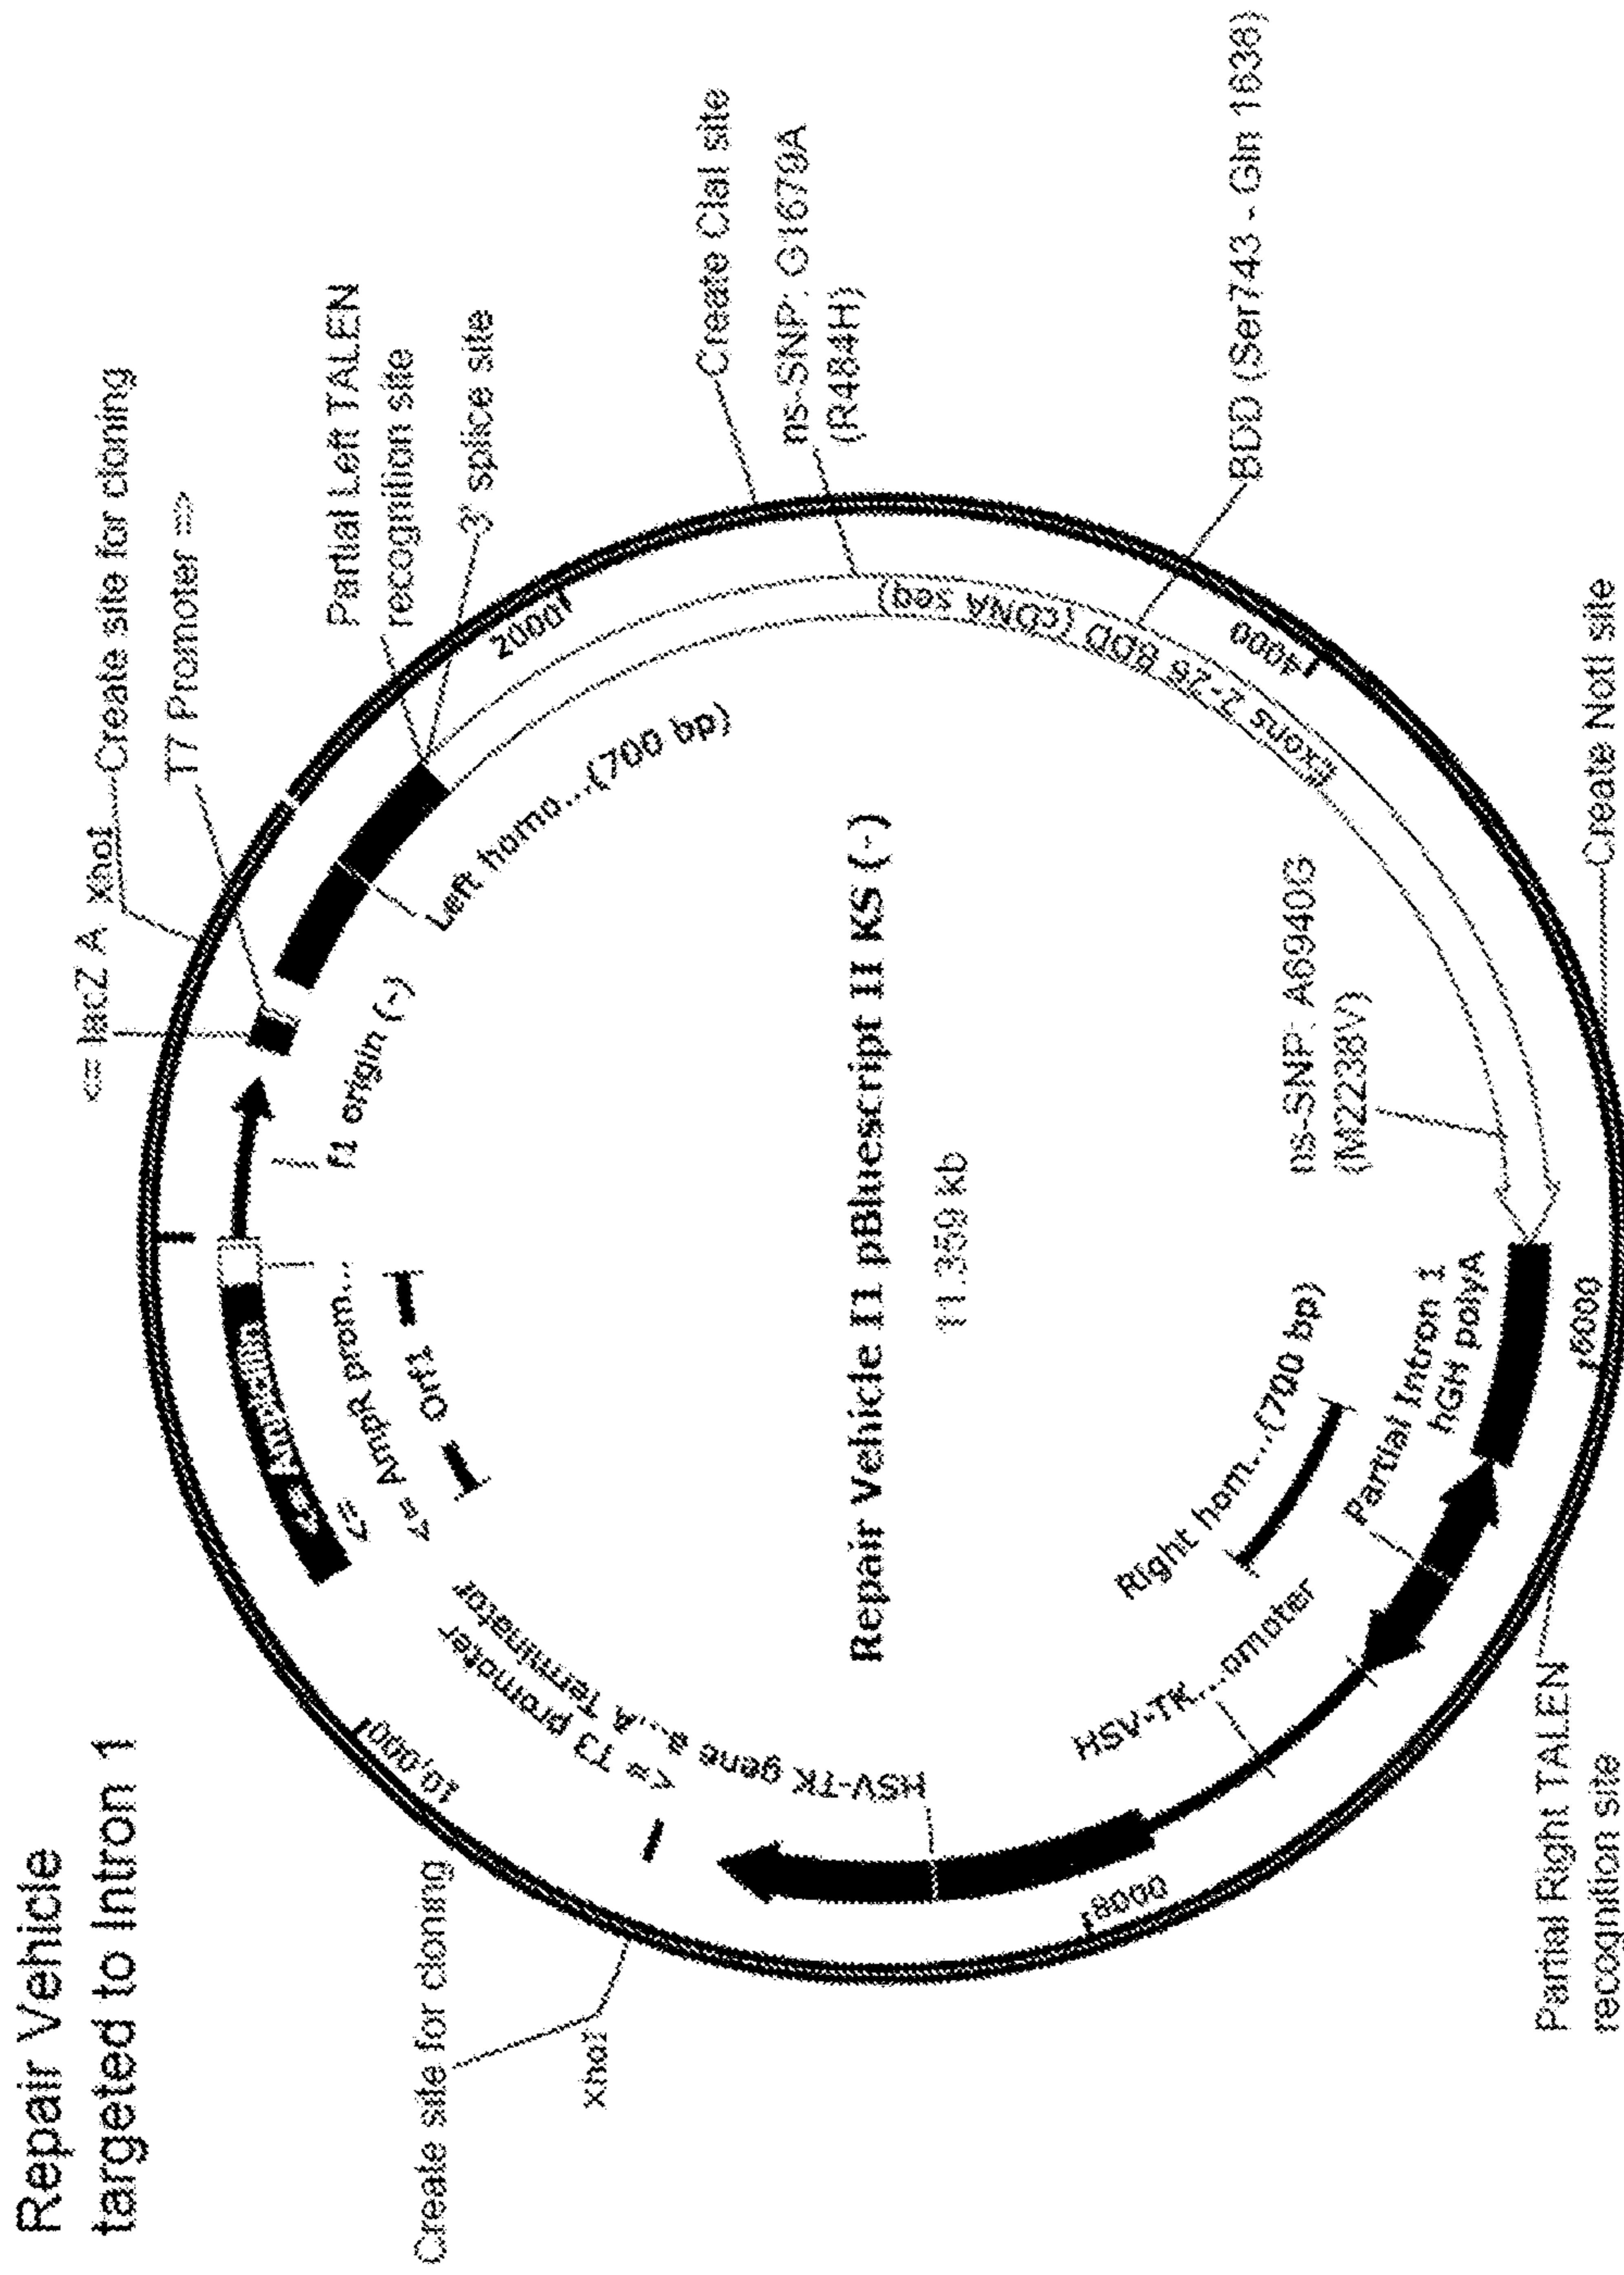 Repair Vehicle
targeted to Intron 1
<= lacZ A
XhoI
Create site for cloning
T7 Promoter =>
Partial Left TALEN
recognition site
3' splice site
2000
Create ClaI site
ns-SNP: G1679A
(R484H)
BDD (Ser743 - Gln 1638)
Exons 2-26 BDD (cDNA seq)
4000
Create NotI site
ns-SNP: A6940G
(M2238V)
Left homo...(700 bp)
f1 origin (-)
<= AmpR prom...
<=
Orf1
Repair Vehicle I1 pBluescript II KS (-)
11.359 kb
6000
Partial Intron 1
hGH polyA
Right hom...(700 bp)
Partial Right TALEN
recognition site
HSV-TK...omoter
8000
HSV-TK gene a...A Terminator
<= T3 promoter
XhoI
Create site for cloning
10,000